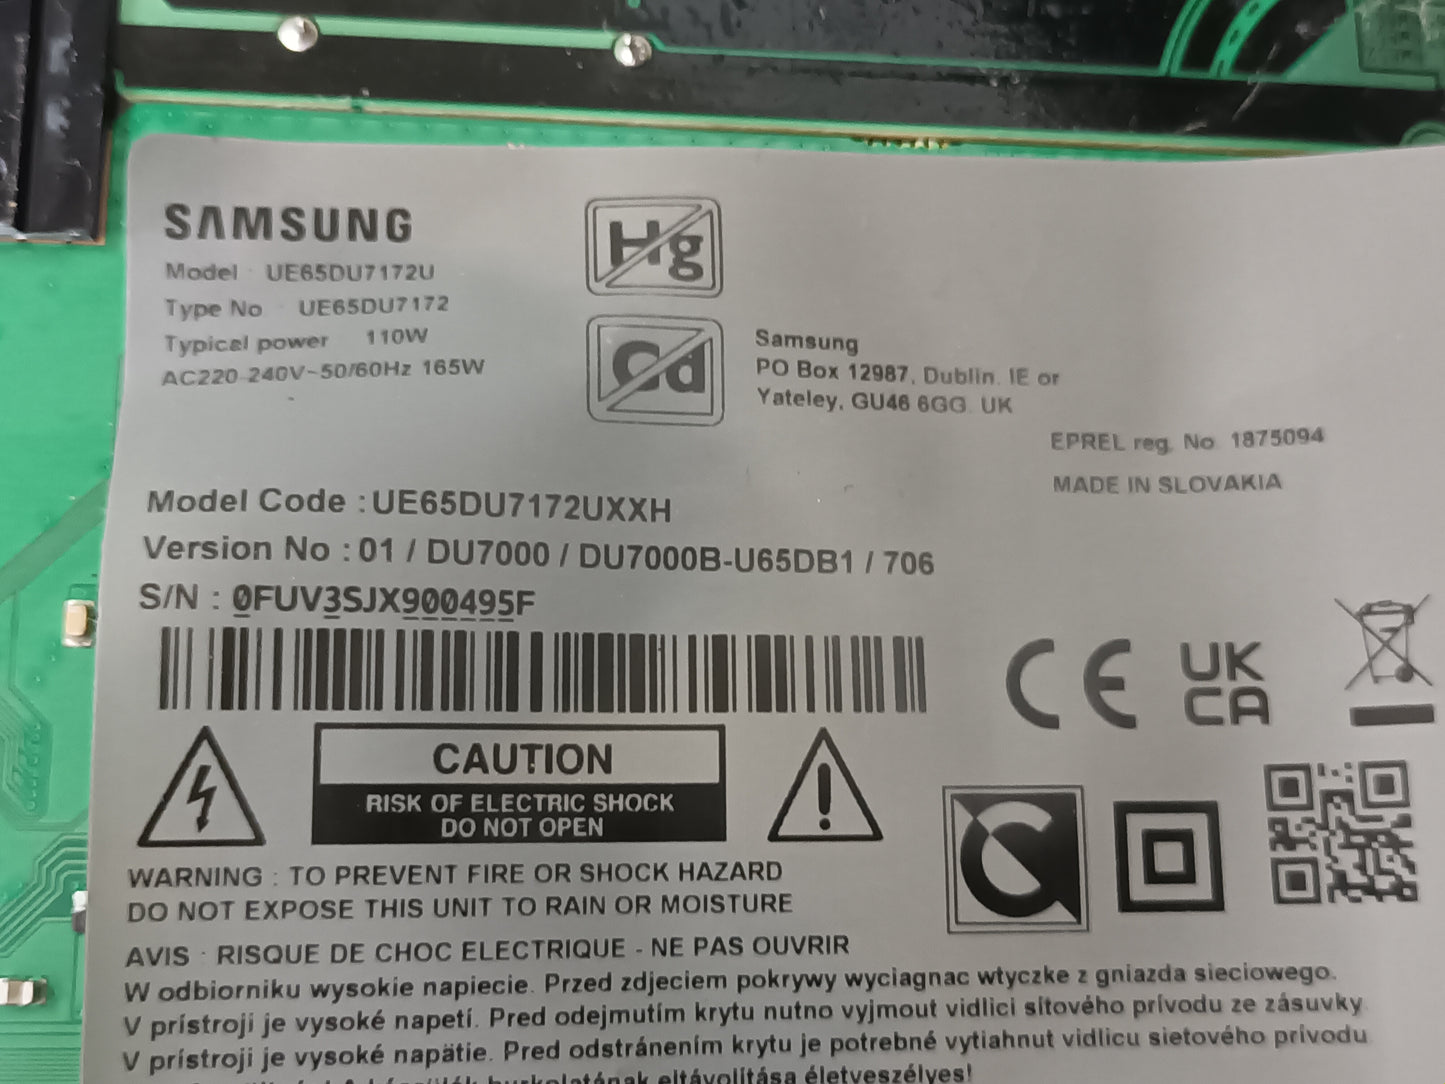 SAMSUNG
Model UE65DU7172U
Type No UE65DU7172
Typical power 110W
AC220-240V~50/60Hz 165W
Hg
Cd
Samsung
PO Box 12987, Dublin. IE or
Yateley, GU46 6GG. UK
EPREL reg. No. 1875094
MADE IN SLOVAKIA
Model Code : UE65DU7172UXXH
Version No : 01 / DU7000 / DU7000B-U65DB1 / 706
S/N : 0FUV3SJX900495F
CE
UK
CA
CAUTION
RISK OF ELECTRIC SHOCK
DO NOT OPEN
WARNING : TO PREVENT FIRE OR SHOCK HAZARD
DO NOT EXPOSE THIS UNIT TO RAIN OR MOISTURE
AVIS : RISQUE DE CHOC ELECTRIQUE - NE PAS OUVRIR
W odbiorniku wysokie napiecie. Przed zdjeciem pokrywy wyciagnac wtyczke z gniazda sieciowego.
V prístroji je vysoké napetí. Pred odejmutím krytu nutno vyjmout vidlici sítového prívodu ze zásuvky.
V prístroji je vysoké napätie. Pred odstránením krytu je potrebné vytiahnut vidlicu sietového prívodu
eltávolítása életveszélyes!